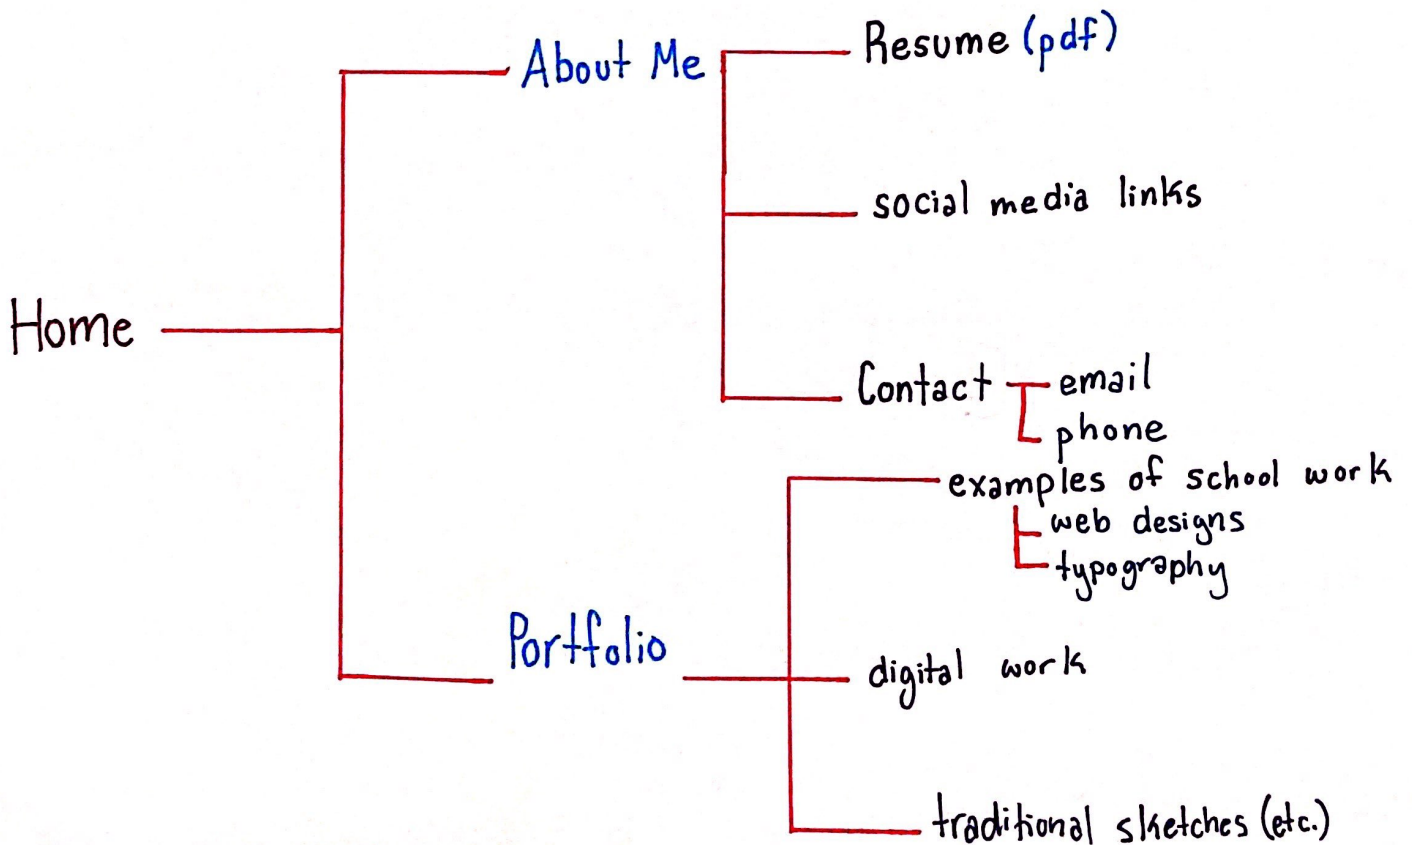 Home
About Me
Resume (pdf)
social media links
Contact
email
phone
Portfolio
examples of school work
web designs
typography
digital work
traditional sketches (etc.)